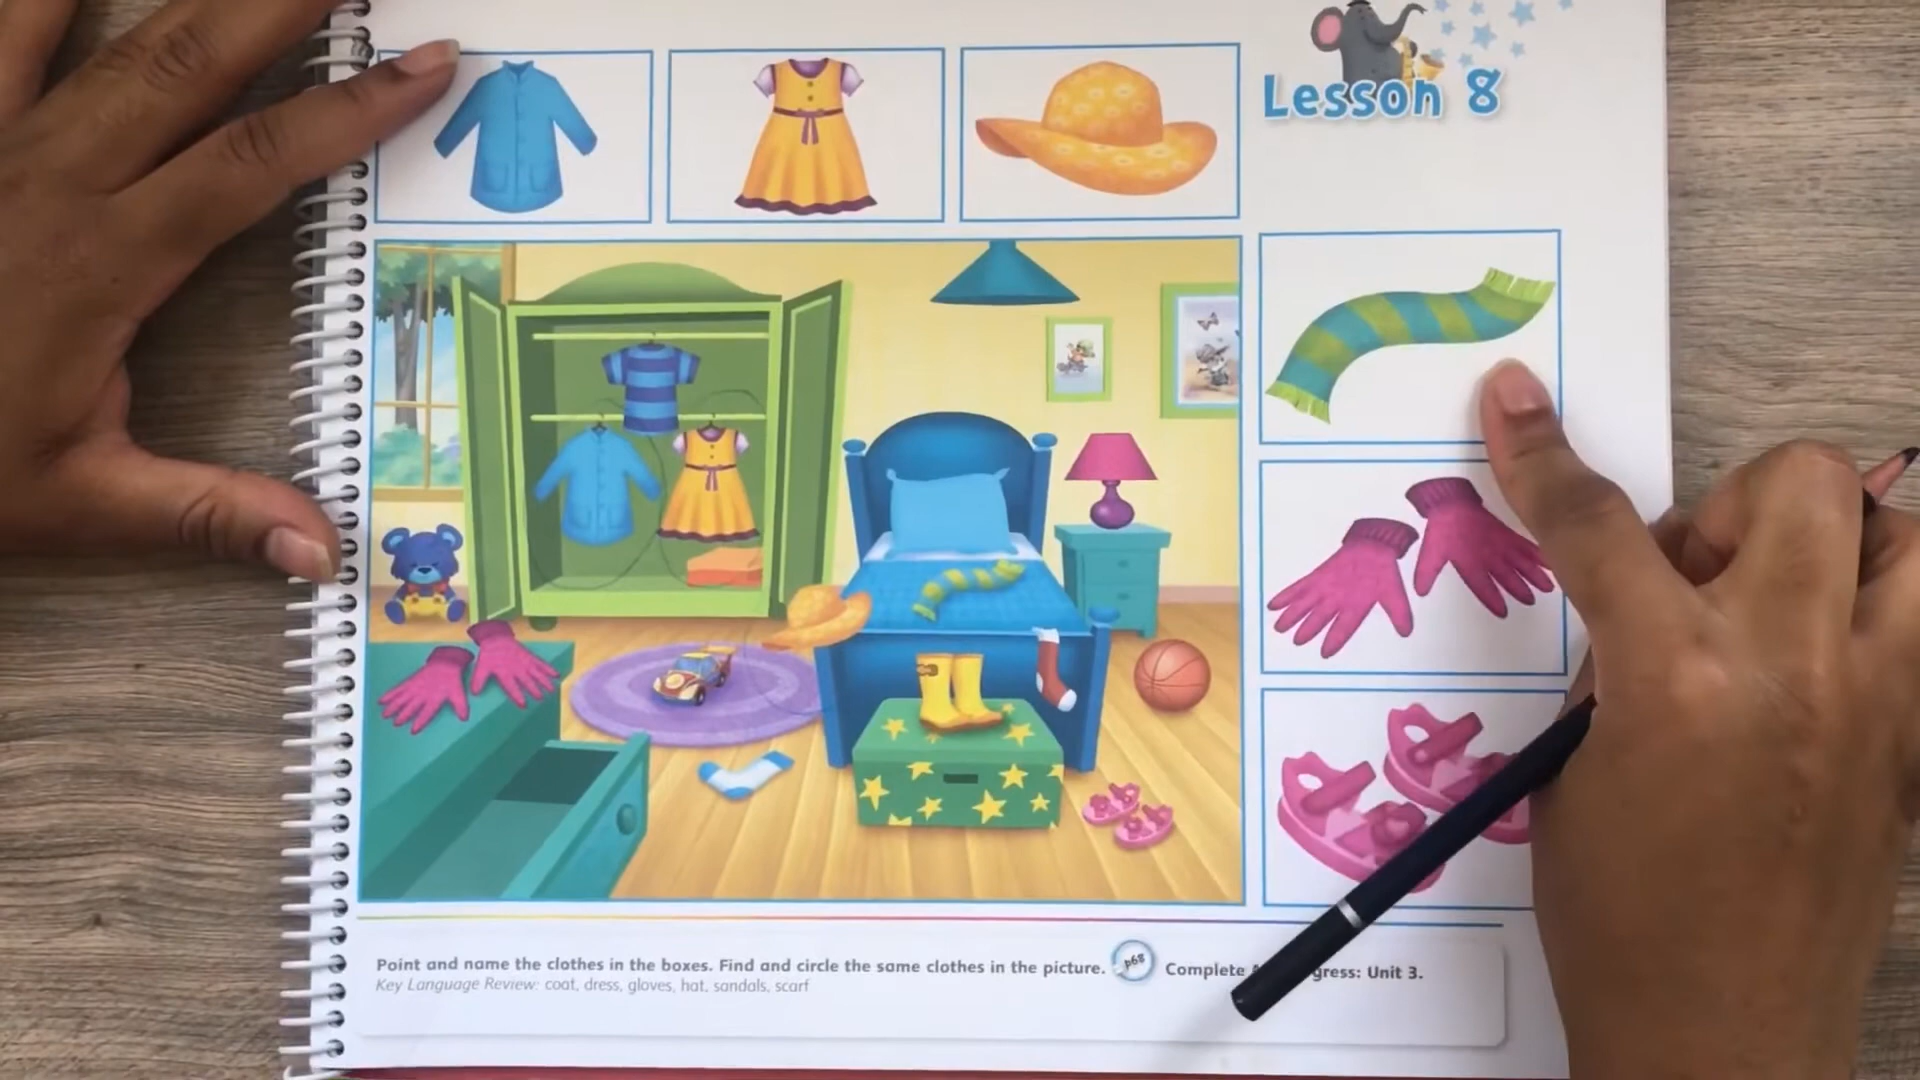 Lesson 8
Point and name the clothes in the boxes. Find and circle the same clothes in the picture. p68 Complete gress: Unit 3.
Key Language Review: coat, dress, gloves, hat, sandals, scarf